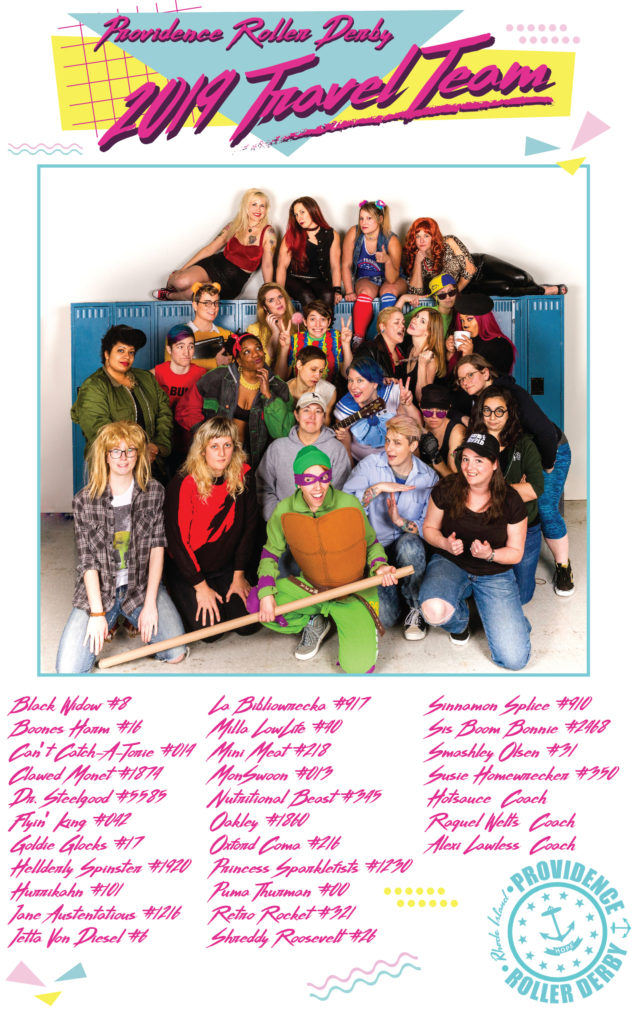 Providence Roller Derby
2019 Travel Team
Black Widow #8
Boones Harm #16
Can't Catch-A-Torie #014
Clawed Monet #1874
Dr. Steelgood #5585
Flyin' King #042
Goldie Glocks #17
Hellderly Spinster #1920
Hurrikahn #101
Jane Austentatious #1216
Jetta Von Diesel #6
La Bibliowrecka #917
Milla LowLife #40
Mini Meat #218
MonSwoon #013
Nutritional Beast #345
Oakley #1860
Oxford Coma #216
Princess Sparklefists #1230
Puma Thurman #00
Retro Rocket #321
Shreddy Roosevelt #26
Sinnamon Splice #910
Sis Boom Bonnie #2468
Smashley Olsen #31
Susie Homewrecker #350
Hotsauce Coach
Raquel Welts Coach
Alexi Lawless Coach
Rhode Island
PROVIDENCE
HOPE
ROLLER DERBY